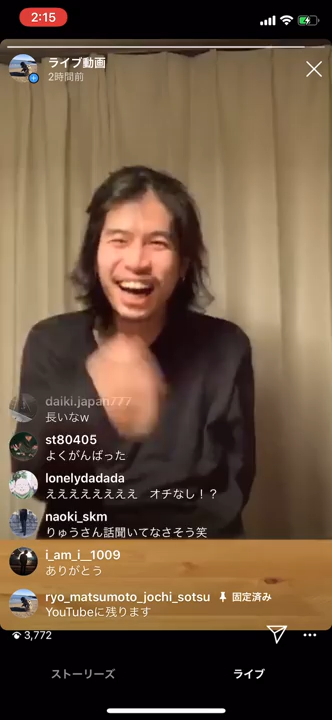 2:15
ライブ動画
2時間前
daiki.japan777
長いなw
st80405
よくがんばった
lonelydadada
ええええええええ　オチなし！？
naoki_skm
りゅうさん話聞いてなさそう笑
i_am_i__1009
ありがとう
ryo_matsumoto_jochi_sotsu 固定済み
YouTubeに残ります
3,772
ストーリーズ ライブ